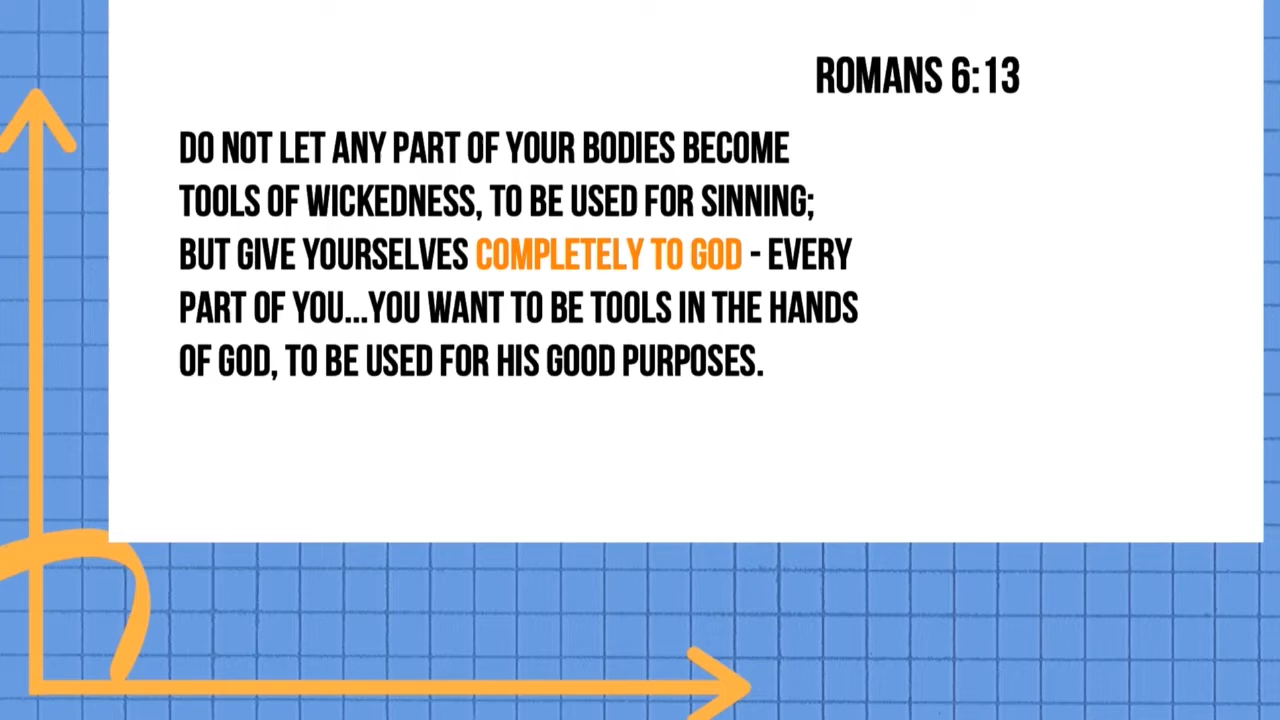 ROMANS 6:13
DO NOT LET ANY PART OF YOUR BODIES BECOME
TOOLS OF WICKEDNESS, TO BE USED FOR SINNING;
BUT GIVE YOURSELVES COMPLETELY TO GOD - EVERY
PART OF YOU...YOU WANT TO BE TOOLS IN THE HANDS
OF GOD, TO BE USED FOR HIS GOOD PURPOSES.